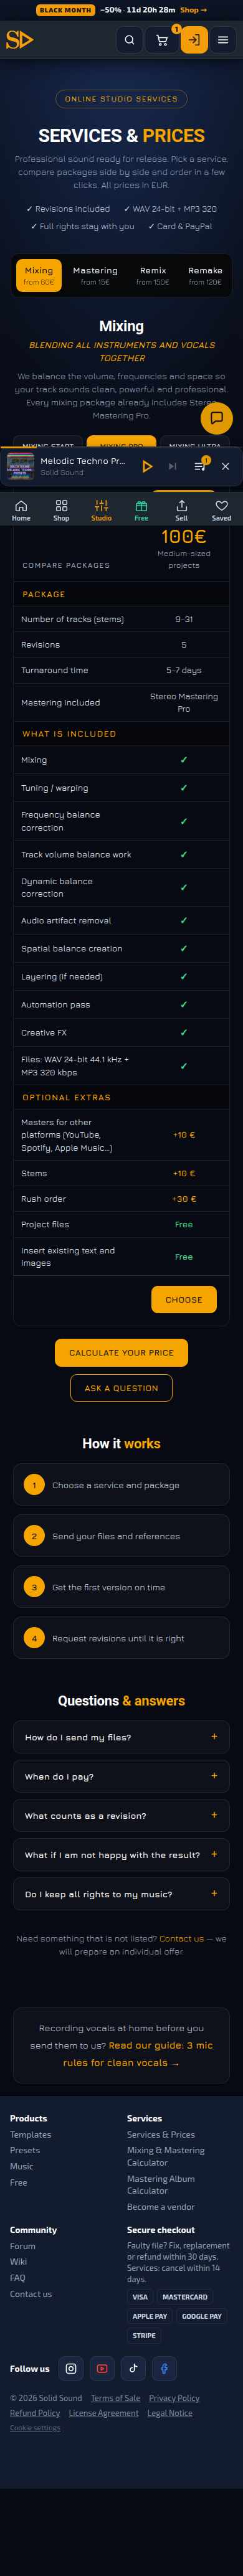 BLACK MONTH −50% · 11d 20h 28m Shop →
SD
1
ONLINE STUDIO SERVICES
SERVICES & PRICES
Professional sound ready for release. Pick a service,
compare packages side by side and order in a few
clicks. All prices in EUR.
✓ Revisions included ✓ WAV 24-bit + MP3 320
✓ Full rights stay with you ✓ Card & PayPal
Mixing Mastering Remix Remake
from 60€ from 15€ from 150€ from 120€
Mixing
BLENDING ALL INSTRUMENTS AND VOCALS
TOGETHER
We balance the volume, frequencies and space so
your track sounds clean, powerful and professional.
Every mixing package already includes Stereo
Mastering Pro.
MIXING START MIXING PRO MIXING ULTRA
Melodic Techno Pr...
Solid Sound
1
Home Shop Studio Free Sell Saved
100€
Medium-sized
projects
COMPARE PACKAGES
PACKAGE
Number of tracks (stems) 9-31
Revisions 5
Turnaround time 5-7 days
Mastering included Stereo Mastering
Pro
WHAT IS INCLUDED
Mixing ✓
Tuning / warping ✓
Frequency balance
correction ✓
Track volume balance work ✓
Dynamic balance
correction ✓
Audio artifact removal ✓
Spatial balance creation ✓
Layering (if needed) ✓
Automation pass ✓
Creative FX ✓
Files: WAV 24-bit 44.1 kHz +
MP3 320 kbps ✓
OPTIONAL EXTRAS
Masters for other
platforms (YouTube,
Spotify, Apple Music...) +10 €
Stems +10 €
Rush order +30 €
Project files Free
Insert existing text and
images Free
CHOOSE
CALCULATE YOUR PRICE
ASK A QUESTION
How it works
1 Choose a service and package
2 Send your files and references
3 Get the first version on time
4 Request revisions until it is right
Questions & answers
How do I send my files? +
When do I pay? +
What counts as a revision? +
What if I am not happy with the result? +
Do I keep all rights to my music? +
Need something that is not listed? Contact us — we
will prepare an individual offer.
Recording vocals at home before you
send them to us? Read our guide: 3 mic
rules for clean vocals →
Products
Templates
Presets
Music
Free
Services
Services & Prices
Mixing & Mastering
Calculator
Mastering Album
Calculator
Become a vendor
Community
Forum
Wiki
FAQ
Contact us
Secure checkout
Faulty file? Fix, replacement
or refund within 30 days.
Services: cancel within 14
days.
VISA MASTERCARD
APPLE PAY GOOGLE PAY
STRIPE
Follow us
© 2026 Solid Sound Terms of Sale Privacy Policy
Refund Policy License Agreement Legal Notice
Cookie settings